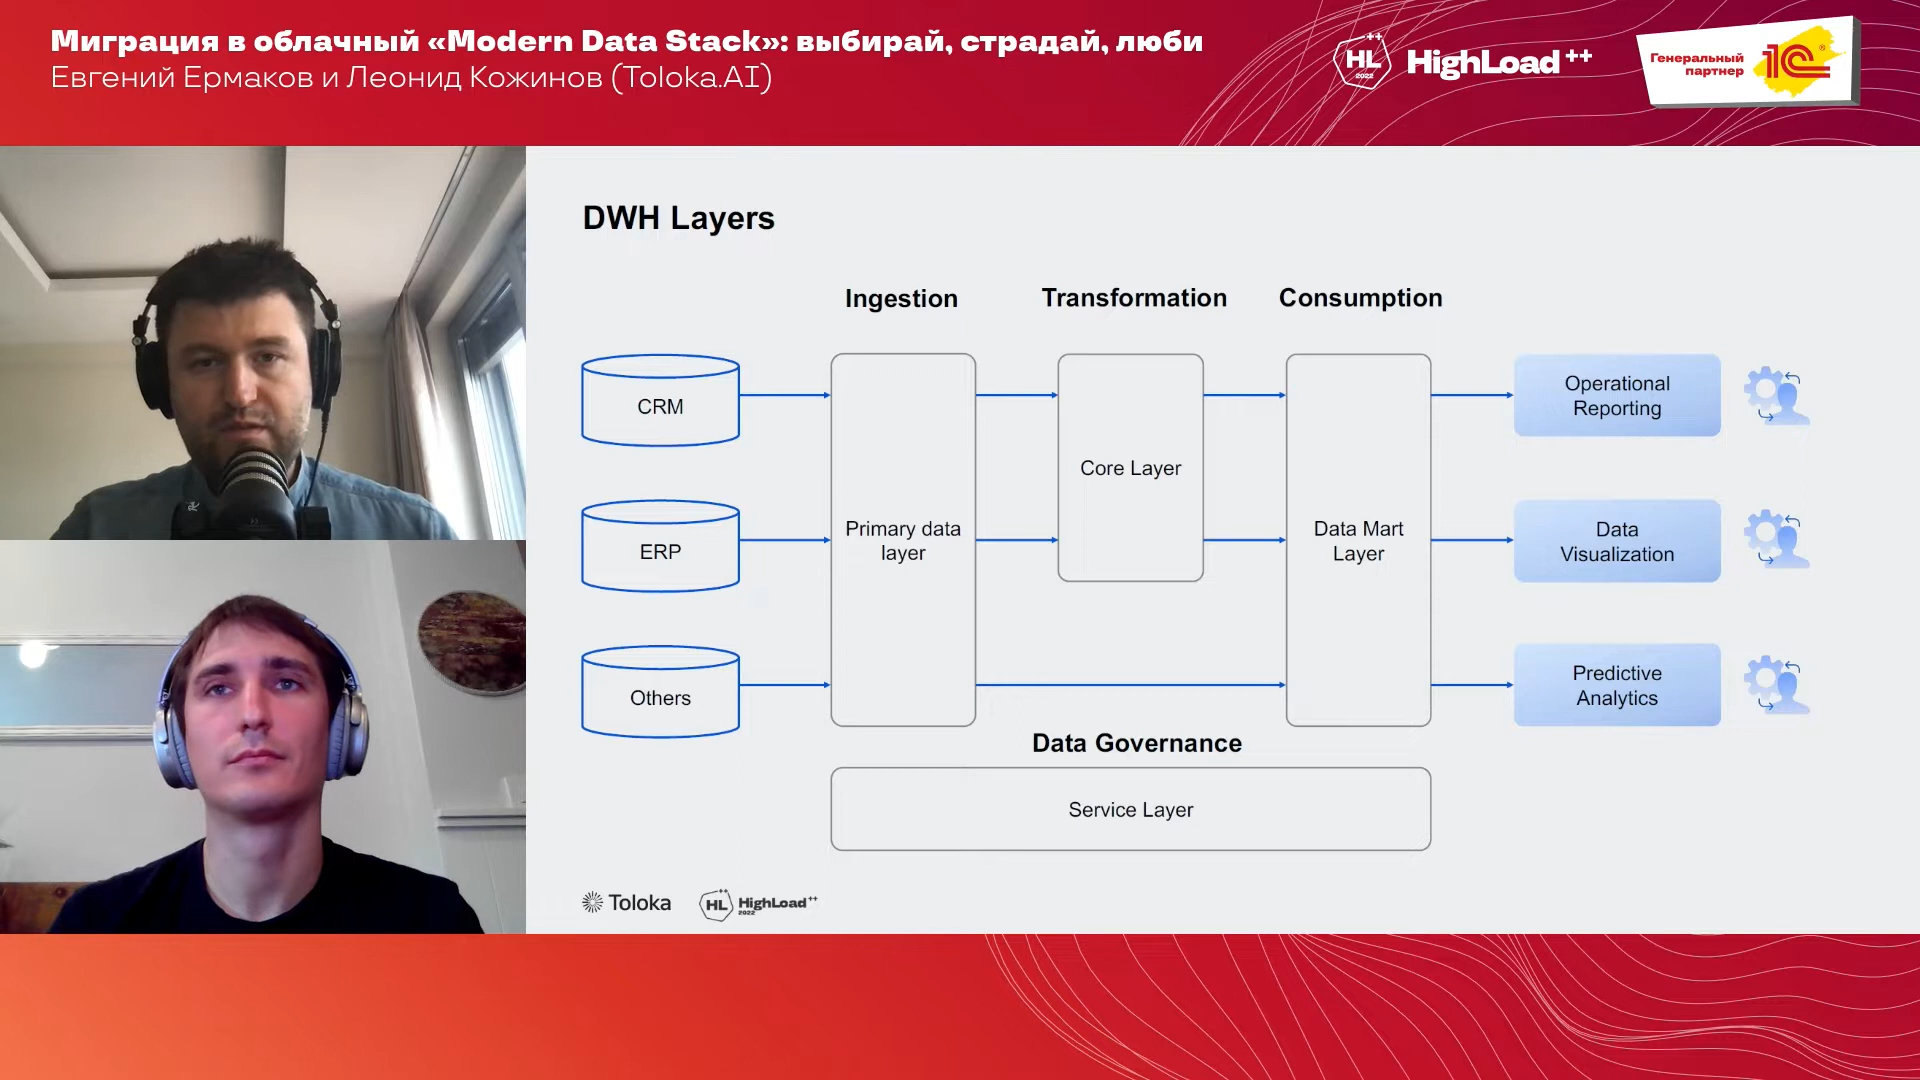 Миграция в облачный «Modern Data Stack»: выбирай, страдай, люби
Евгений Ермаков и Леонид Кожинов (Toloka.AI)
HL++
2022
HighLoad++
Генеральный
партнер
1С®
DWH Layers
Ingestion
Transformation
Consumption
CRM
ERP
Others
Primary data
layer
Core Layer
Data Mart
Layer
Operational
Reporting
Data
Visualization
Predictive
Analytics
Data Governance
Service Layer
Toloka
HL++
HighLoad++
2022